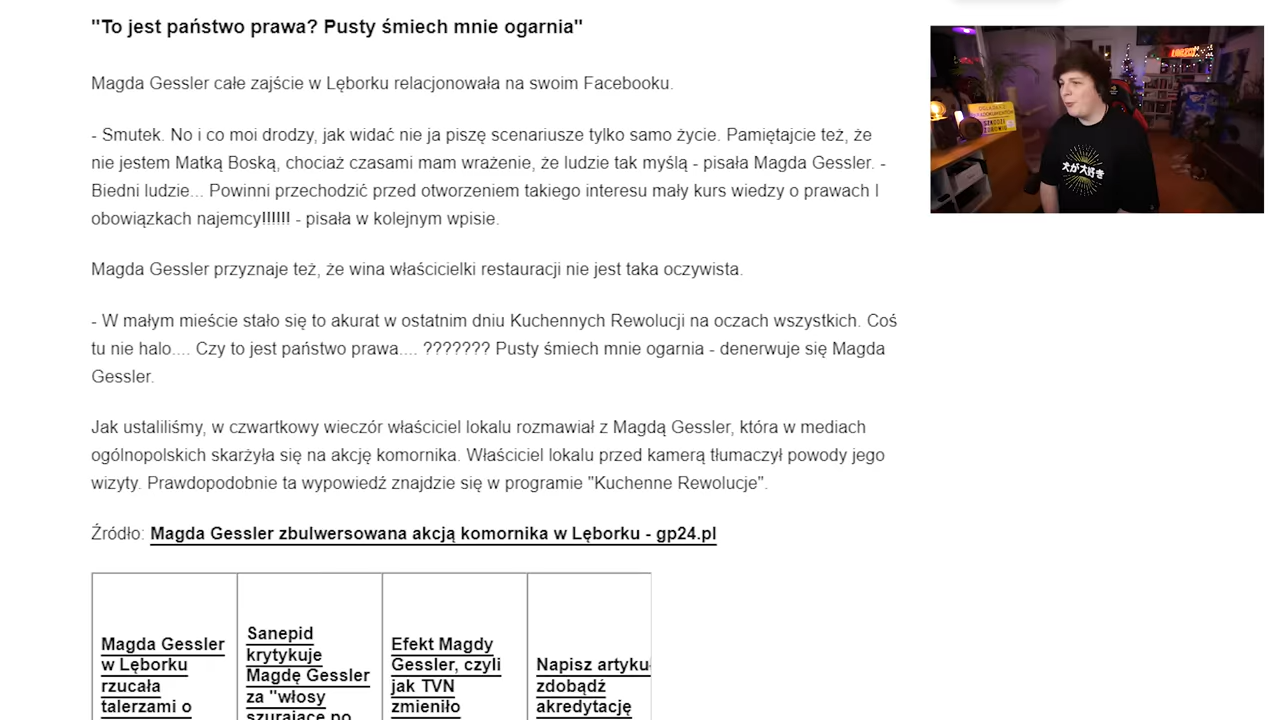 "To jest państwo prawa? Pusty śmiech mnie ogarnia"
Magda Gessler całe zajście w Lęborku relacjonowała na swoim Facebooku.
- Smutek. No i co moi drodzy, jak widać nie ja piszę scenariusze tylko samo życie. Pamiętajcie też, że
nie jestem Matką Boską, chociaż czasami mam wrażenie, że ludzie tak myślą - pisała Magda Gessler. -
Biedni ludzie... Powinni przechodzić przed otworzeniem takiego interesu mały kurs wiedzy o prawach I
obowiązkach najemcy!!!!!! - pisała w kolejnym wpisie.
Magda Gessler przyznaje też, że wina właścicielki restauracji nie jest taka oczywista.
- W małym mieście stało się to akurat w ostatnim dniu Kuchennych Rewolucji na oczach wszystkich. Coś
tu nie halo.... Czy to jest państwo prawa.... ??????? Pusty śmiech mnie ogarnia - denerwuje się Magda
Gessler.
Jak ustaliliśmy, w czwartkowy wieczór właściciel lokalu rozmawiał z Magdą Gessler, która w mediach
ogólnopolskich skarżyła się na akcję komornika. Właściciel lokalu przed kamerą tłumaczył powody jego
wizyty. Prawdopodobnie ta wypowiedź znajdzie się w programie "Kuchenne Rewolucje".
Źródło: Magda Gessler zbulwersowana akcją komornika w Lęborku - gp24.pl
Magda Gessler
w Lęborku
rzucała
talerzami o
Sanepid
krytykuje
Magdę Gessler
za "włosy
szurające po
Efekt Magdy
Gessler, czyli
jak TVN
zmieniło
Napisz artyku
zdobądź
akredytację
犬が大好き